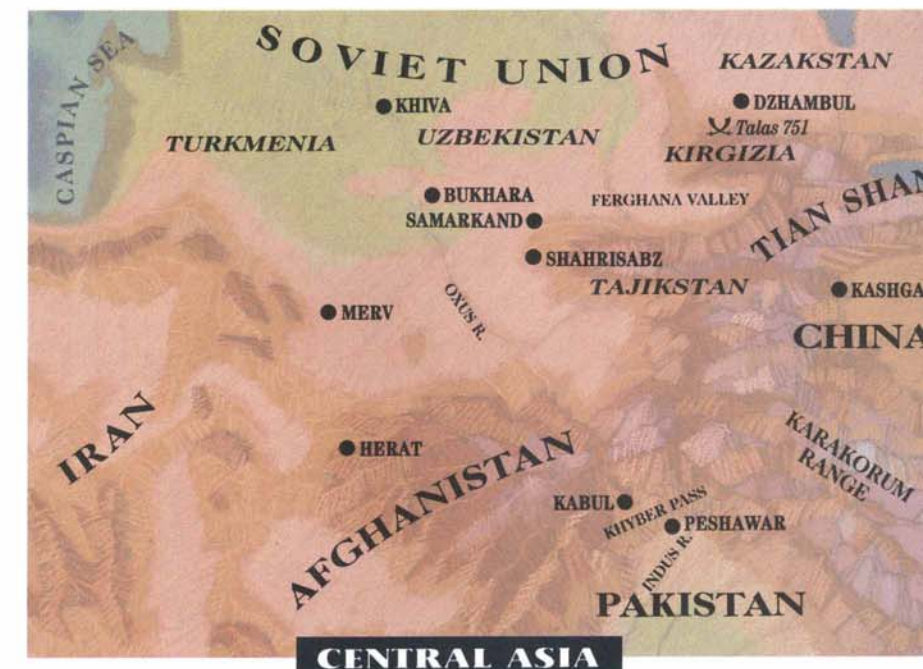 SOVIET UNION
CASPIAN SEA
KAZAKSTAN
KHIVA
DZHAMBUL
Talas 751
TURKMENIA
UZBEKISTAN
KIRGIZIA
BUKHARA
FERGHANA VALLEY
SAMARKAND
TIAN SHAN
SHAHRISABZ
TAJIKSTAN
KASHGA
OXUS R.
MERV
CHINA
IRAN
HERAT
AFGHANISTAN
KARAKORUM
RANGE
KABUL
KHYBER PASS
PESHAWAR
INDUS R.
PAKISTAN
CENTRAL ASIA